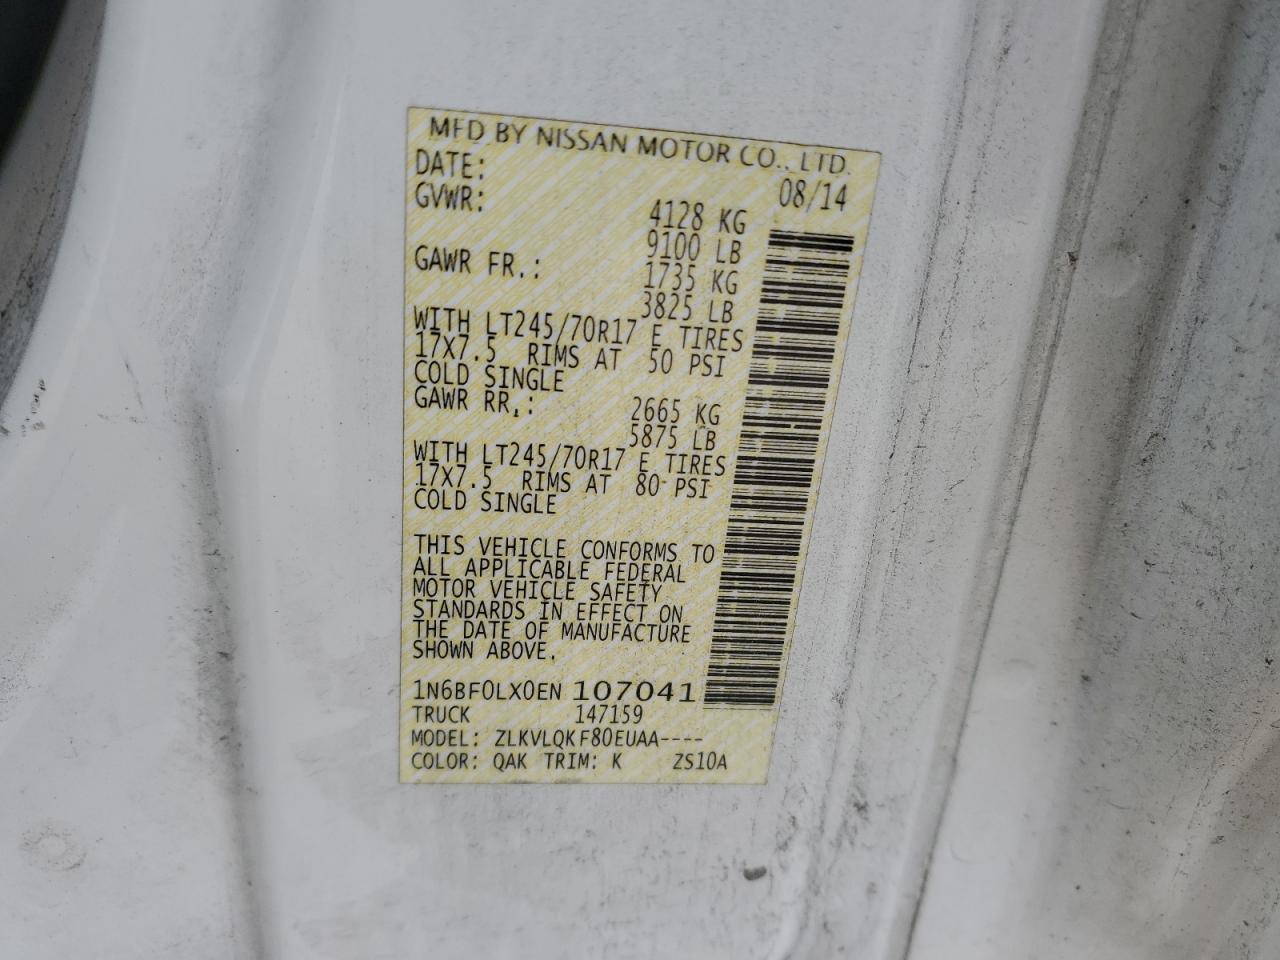 MFD BY NISSAN MOTOR CO., LTD.
DATE: 08/14
GVWR: 4128 KG
9100 LB
GAWR FR.: 1735 KG
3825 LB
WITH LT245/70R17 E TIRES
17X7.5 RIMS AT 50 PSI
COLD SINGLE
GAWR RR.: 2665 KG
5875 LB
WITH LT245/70R17 E TIRES
17X7.5 RIMS AT 80 PSI
COLD SINGLE
THIS VEHICLE CONFORMS TO
ALL APPLICABLE FEDERAL
MOTOR VEHICLE SAFETY
STANDARDS IN EFFECT ON
THE DATE OF MANUFACTURE
SHOWN ABOVE.
1N6BF0LX0EN 107041
TRUCK 147159
MODEL: ZLKVLQKF80EUAA----
COLOR: QAK TRIM: K ZS10A